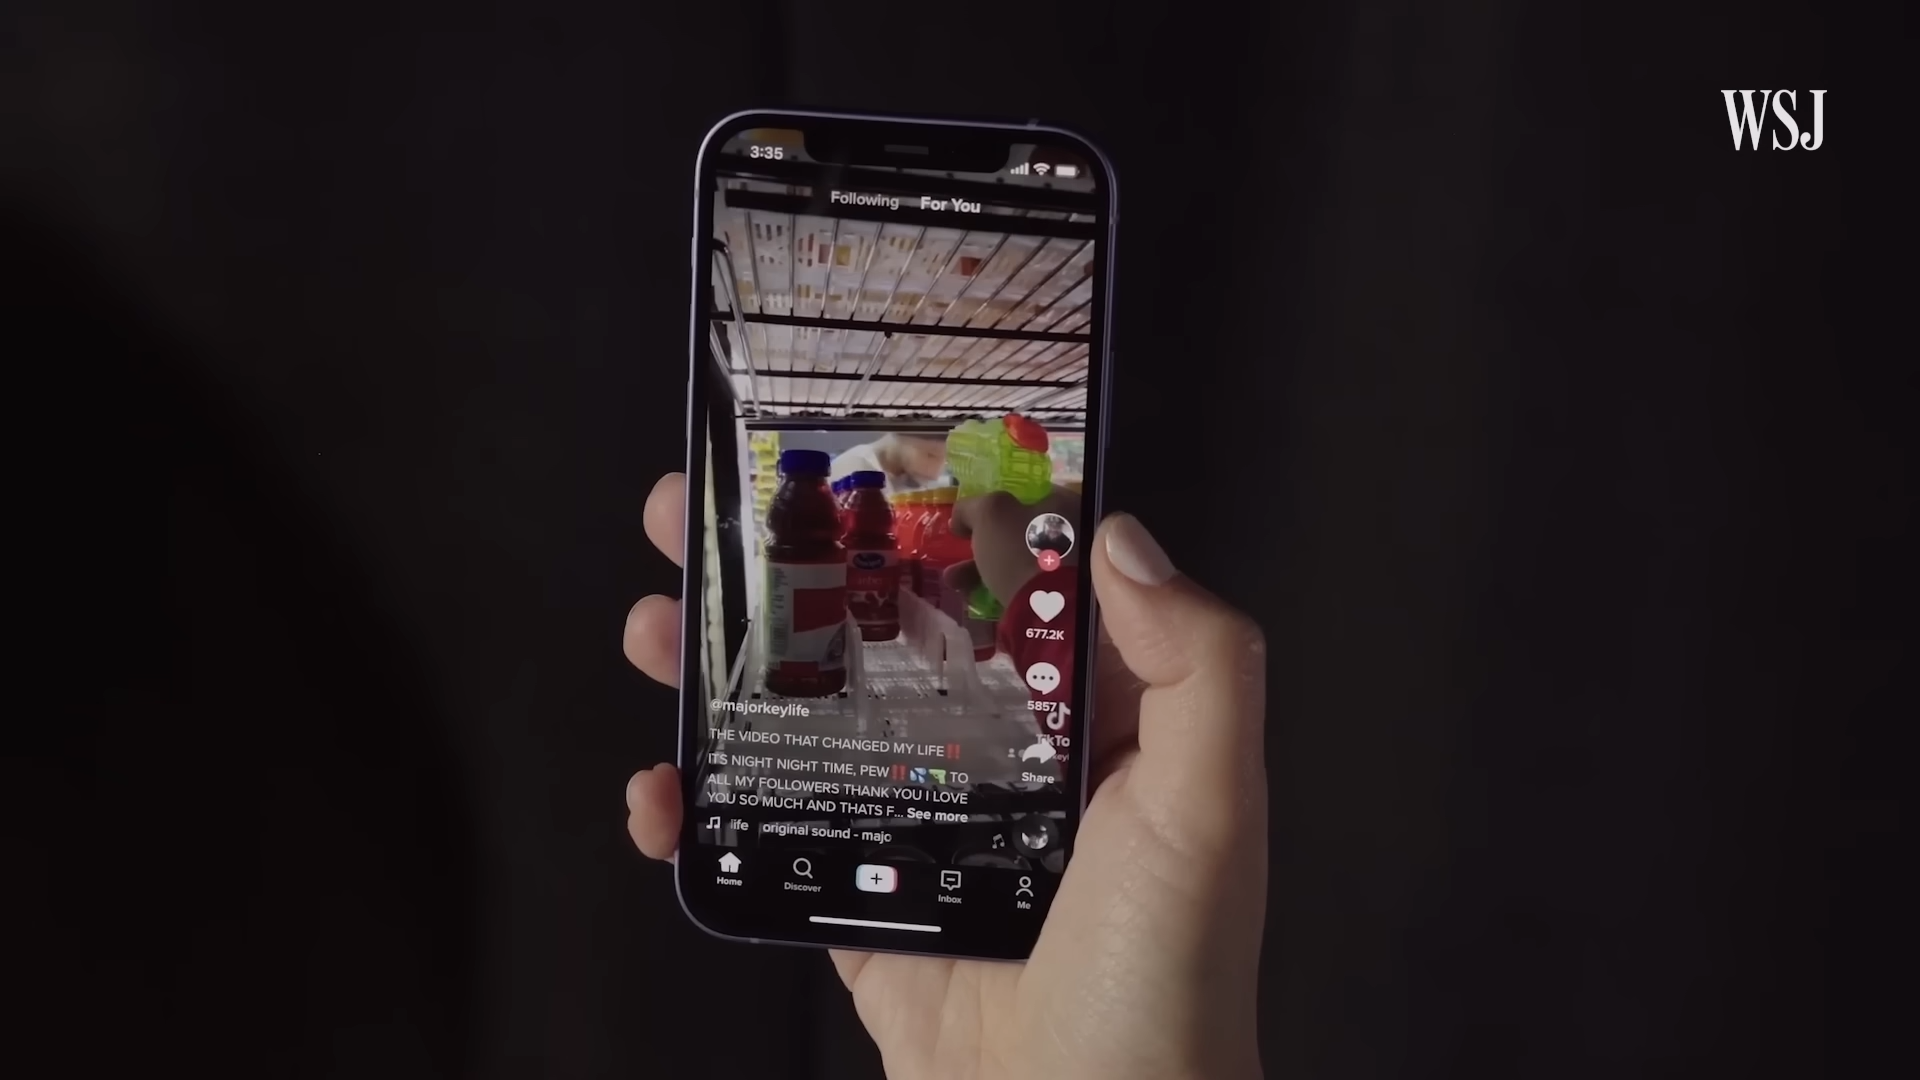 WSJ
3:35
Following For You
677.2K
5857
@majorkeylife
THE VIDEO THAT CHANGED MY LIFE‼️
ITS NIGHT NIGHT TIME, PEW‼️💦🔫 TO
ALL MY FOLLOWERS THANK YOU I LOVE
YOU SO MUCH AND THATS F... See more
Share
life original sound - majo
Home Discover Inbox Me